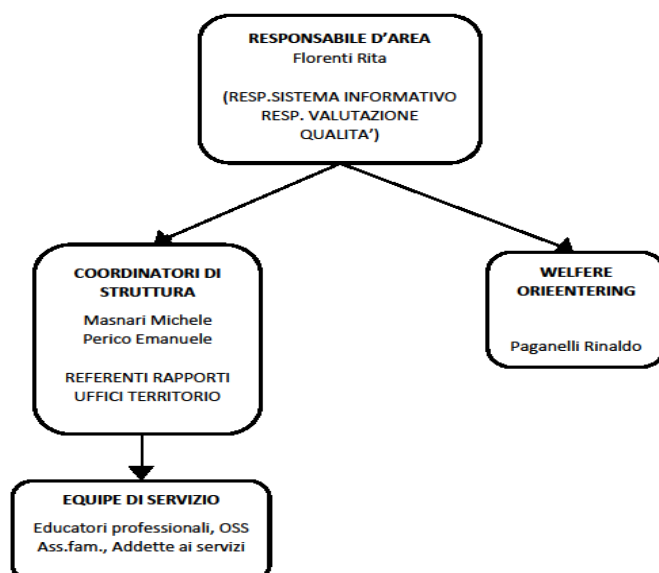 RESPONSABILE D'AREA
Florenti Rita
(RESP.SISTEMA INFORMATIVO
RESP. VALUTAZIONE
QUALITA')
COORDINATORI DI
STRUTTURA
Masnari Michele
Perico Emanuele
REFERENTI RAPPORTI
UFFICI TERRITORIO
WELFERE
ORIEENTERING
Paganelli Rinaldo
EQUIPE DI SERVIZIO
Educatori professionali, OSS
Ass.fam., Addette ai servizi